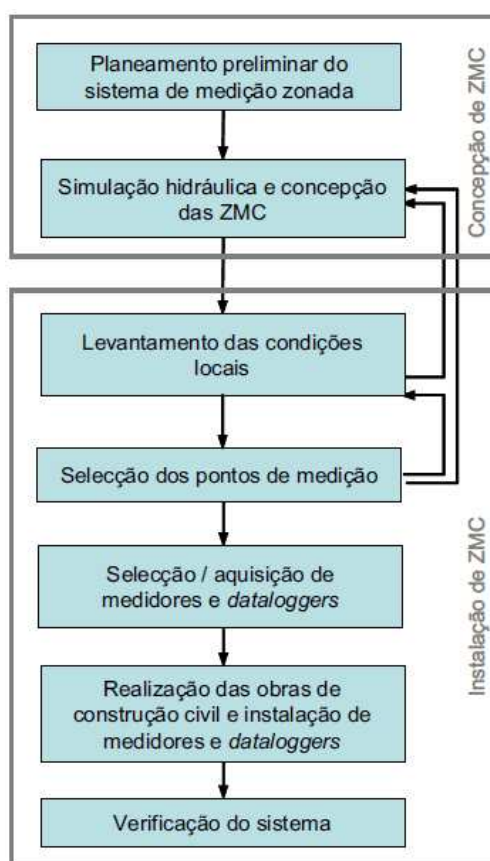 Planeamento preliminar do
sistema de medição zonada
Simulação hidráulica e concepção
das ZMC
Concepção de ZMC
Levantamento das condições
locais
Selecção dos pontos de medição
Selecção / aquisição de
medidores e dataloggers
Realização das obras de
construção civil e instalação de
medidores e dataloggers
Verificação do sistema
Instalação de ZMC